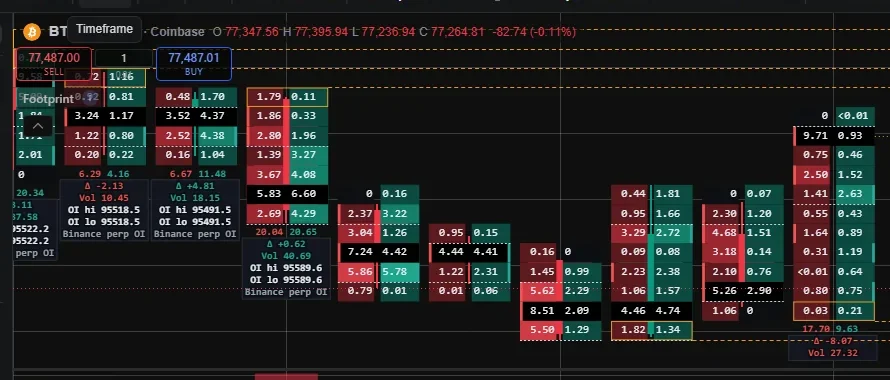 BT
Timeframe
· Coinbase O 77,347.56 H 77,395.94 L 77,236.94 C 77,264.81 -82.74 (-0.11%)
77,487.00
SELL
1
77,487.01
BUY
Footprint
2.01
0
20.34
95522.2
95522.2
perp OI
1.16
0.81
3.24 1.17
1.22 0.80
0.20 0.22
6.29 4.16
Δ -2.13
Vol 10.45
OI hi 95518.5
OI lo 95518.5
Binance perp OI
0.48 1.70
3.52 4.37
2.52 4.38
0.16 1.04
6.67 11.48
Δ +4.81
Vol 18.15
OI hi 95491.5
OI lo 95491.5
Binance perp OI
1.79 0.11
1.86 0.33
2.80 1.96
1.39 3.27
3.67 4.08
5.83 6.60
2.69 4.29
20.04 20.65
Δ +0.62
Vol 40.69
OI hi 95589.6
OI lo 95589.6
Binance perp OI
0 0.16
2.37 3.22
3.04 1.26
7.24 4.42
5.86 5.78
0.79 0.01
0.95 0.15
4.44 4.41
1.22 2.31
0.01 0.06
0.16 0
1.45 0.99
5.62 2.29
8.51 2.09
5.50 1.29
0.44 1.81
0.95 1.66
3.29 2.72
0.09 0.08
2.23 2.38
1.06 1.57
4.46 4.74
1.82 1.34
0 0.07
2.30 1.20
4.68 1.51
3.18 0.14
2.10 0.76
5.26 2.90
1.06 0
0 <0.01
9.71 0.93
0.75 0.46
2.50 1.52
1.41 2.63
0.55 0.43
1.64 0.89
0.31 1.19
<0.01 0.64
0.80 0.75
0.03 0.21
17.70 9.63
Δ -8.07
Vol 27.32